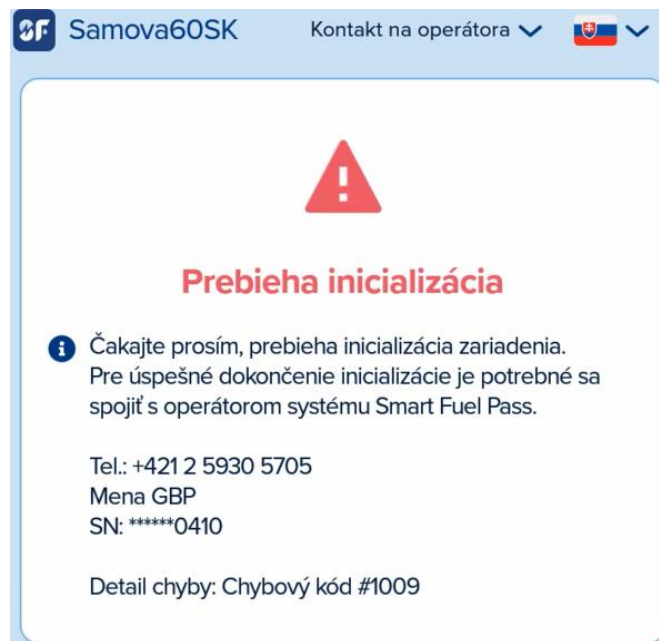 SF Samova60SK Kontakt na operátora
Prebieha inicializácia
Čakajte prosím, prebieha inicializácia zariadenia.
Pre úspešné dokončenie inicializácie je potrebné sa
spojiť s operátorom systému Smart Fuel Pass.
Tel.: +421 2 5930 5705
Mena GBP
SN: ******0410
Detail chyby: Chybový kód #1009